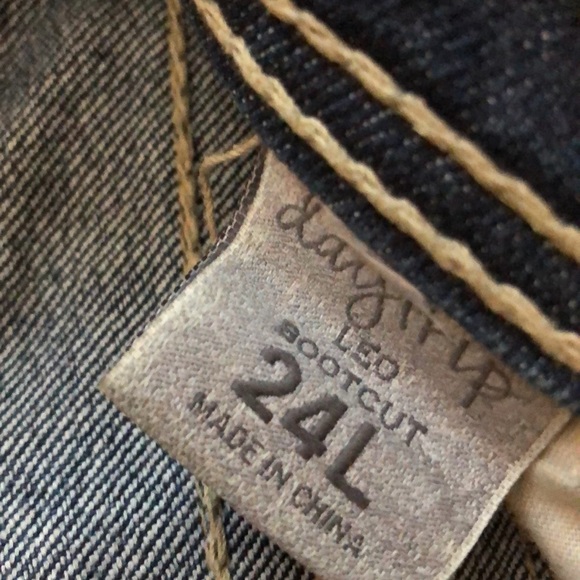 daytrip
LEO
BOOTCUT
24L
MADE IN CHINA